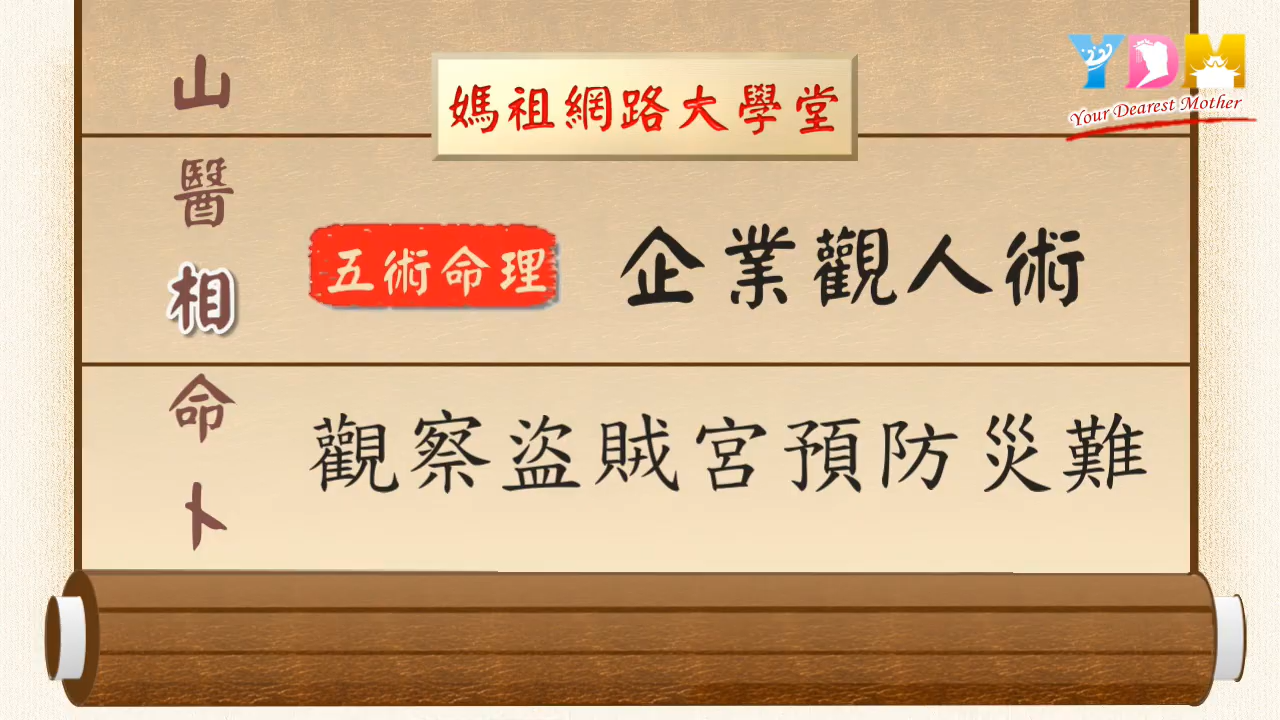 媽祖網路大學堂
YDM
Your Dearest Mother
山
醫
相
命
卜
五術命理
企業觀人術
觀察盜賊宮預防災難